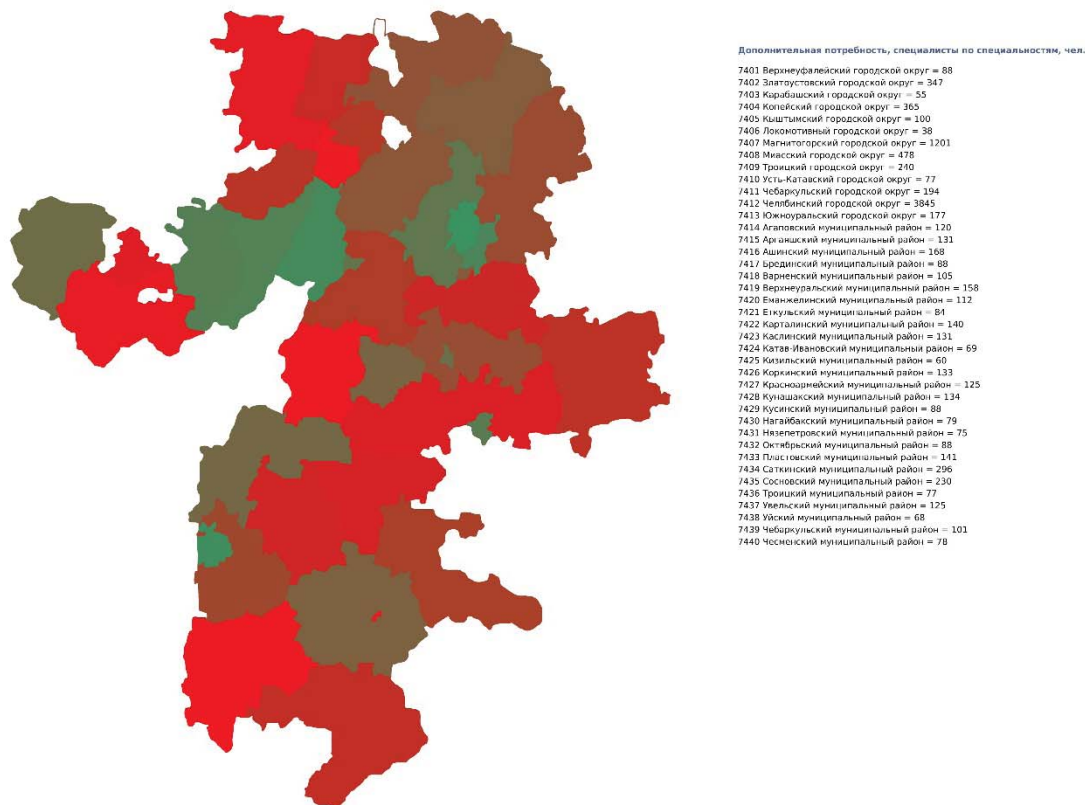 Дополнительная потребность, специалисты по специальностям, чел.
7401 Верхнеуфалейский городской округ = 88
7402 Златоустовский городской округ = 347
7403 Карабашский городской округ = 55
7404 Копейский городской округ = 365
7405 Кыштымский городской округ = 100
7406 Локомотивный городской округ = 38
7407 Магнитогорский городской округ = 1201
7408 Миасский городской округ = 478
7409 Троицкий городской округ = 240
7410 Усть-Катавский городской округ = 77
7411 Чебаркульский городской округ = 194
7412 Челябинский городской округ = 3845
7413 Южноуральский городской округ = 177
7414 Агаповский муниципальный район = 120
7415 Аргаяшский муниципальный район = 131
7416 Ашинский муниципальный район = 168
7417 Брединский муниципальный район = 88
7418 Варненский муниципальный район = 105
7419 Верхнеуральский муниципальный район = 158
7420 Еманжелинский муниципальный район = 112
7421 Еткульский муниципальный район = 84
7422 Карталинский муниципальный район = 140
7423 Каслинский муниципальный район = 131
7424 Катав-Ивановский муниципальный район = 69
7425 Кизильский муниципальный район = 60
7426 Коркинский муниципальный район = 133
7427 Красноармейский муниципальный район = 125
7428 Кунашакский муниципальный район = 134
7429 Кусинский муниципальный район = 88
7430 Нагайбакский муниципальный район = 79
7431 Нязепетровский муниципальный район = 75
7432 Октябрьский муниципальный район = 88
7433 Пластовский муниципальный район = 141
7434 Саткинский муниципальный район = 296
7435 Сосновский муниципальный район = 230
7436 Троицкий муниципальный район = 77
7437 Увельский муниципальный район = 125
7438 Уйский муниципальный район = 68
7439 Чебаркульский муниципальный район = 101
7440 Чесменский муниципальный район = 78